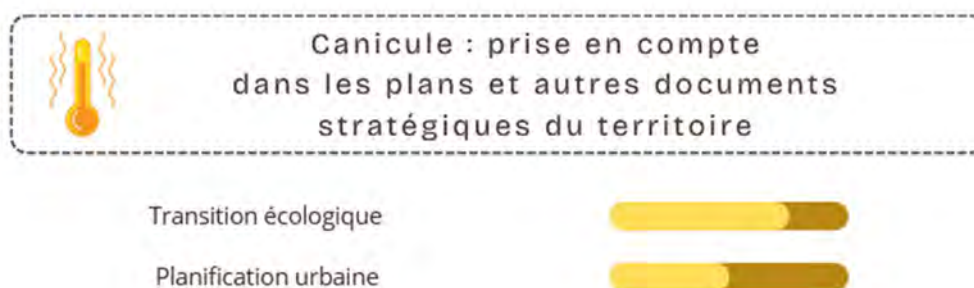 Canicule : prise en compte
dans les plans et autres documents
stratégiques du territoire
Transition écologique
Planification urbaine